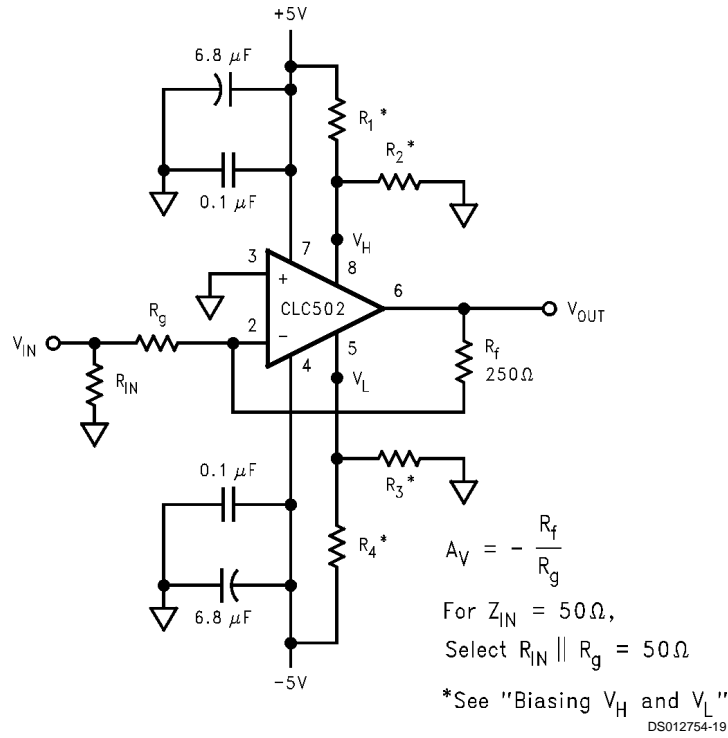 +5V
6.8 μF
R1*
R2*
0.1 μF
VH
7
8
3
+
CLC502
6
VOUT
Rg
VIN
2
−
5
4
Rf
250Ω
RIN
VL
0.1 μF
R3*
R4*
6.8 μF
−5V
AV = − Rf
Rg
For ZIN = 50Ω,
Select RIN || Rg = 50Ω
*See "Biasing VH and VL"
DS012754-19